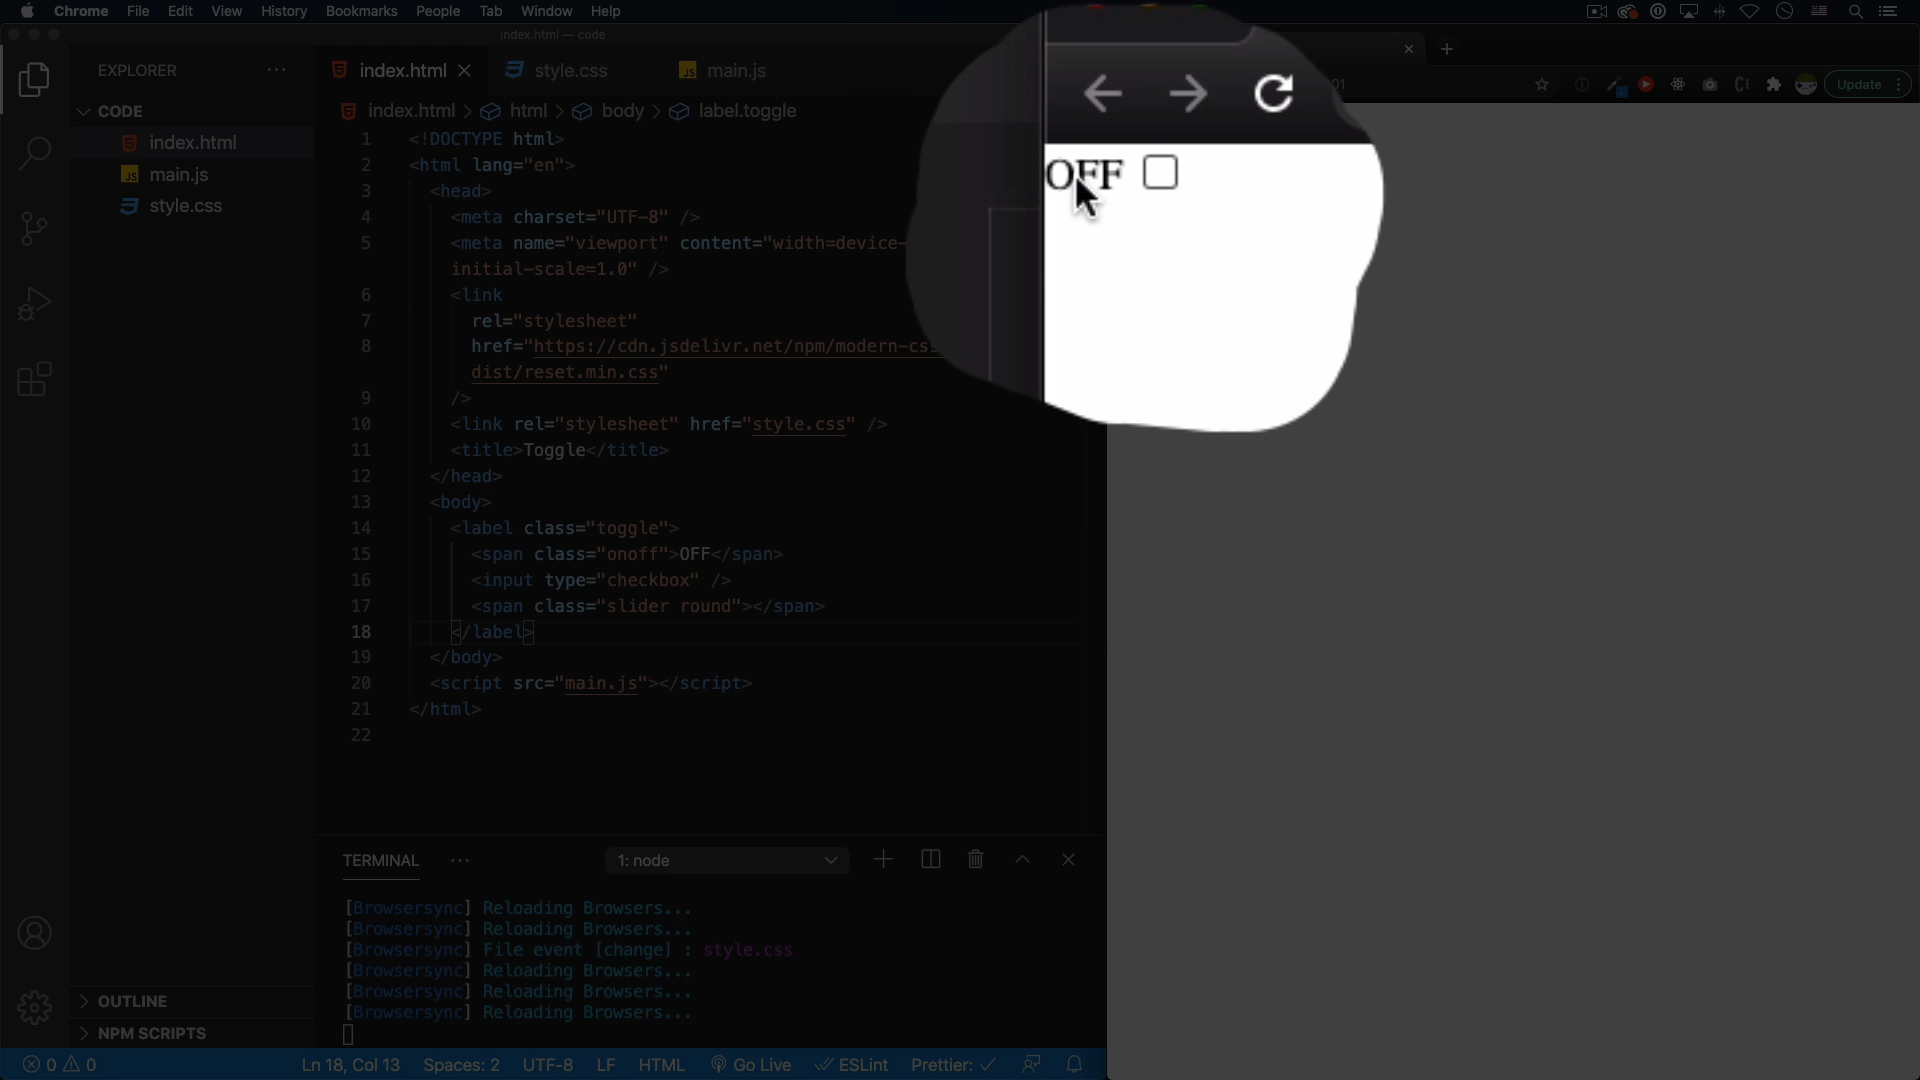 Chrome File Edit View History Bookmarks People Tab Window Help
index.html — code
EXPLORER
index.html style.css main.js
01
Update
CODE
index.html > html > body > label.toggle
index.html
main.js
style.css
1 <!DOCTYPE html>
2 <html lang="en">
3 <head>
4 <meta charset="UTF-8" />
5 <meta name="viewport" content="width=device-
initial-scale=1.0" />
6 <link
7 rel="stylesheet"
8 href="https://cdn.jsdelivr.net/npm/modern-css
dist/reset.min.css"
9 />
10 <link rel="stylesheet" href="style.css" />
11 <title>Toggle</title>
12 </head>
13 <body>
14 <label class="toggle">
15 <span class="onoff">OFF</span>
16 <input type="checkbox" />
17 <span class="slider round"></span>
18 </label>
19 </body>
20 <script src="main.js"></script>
21 </html>
22
OFF
TERMINAL
1: node
[Browsersync] Reloading Browsers...
[Browsersync] Reloading Browsers...
[Browsersync] File event [change] : style.css
[Browsersync] Reloading Browsers...
[Browsersync] Reloading Browsers...
[Browsersync] Reloading Browsers...
OUTLINE
NPM SCRIPTS
0 0 Ln 18, Col 13 Spaces: 2 UTF-8 LF HTML Go Live ESLint Prettier: ✓